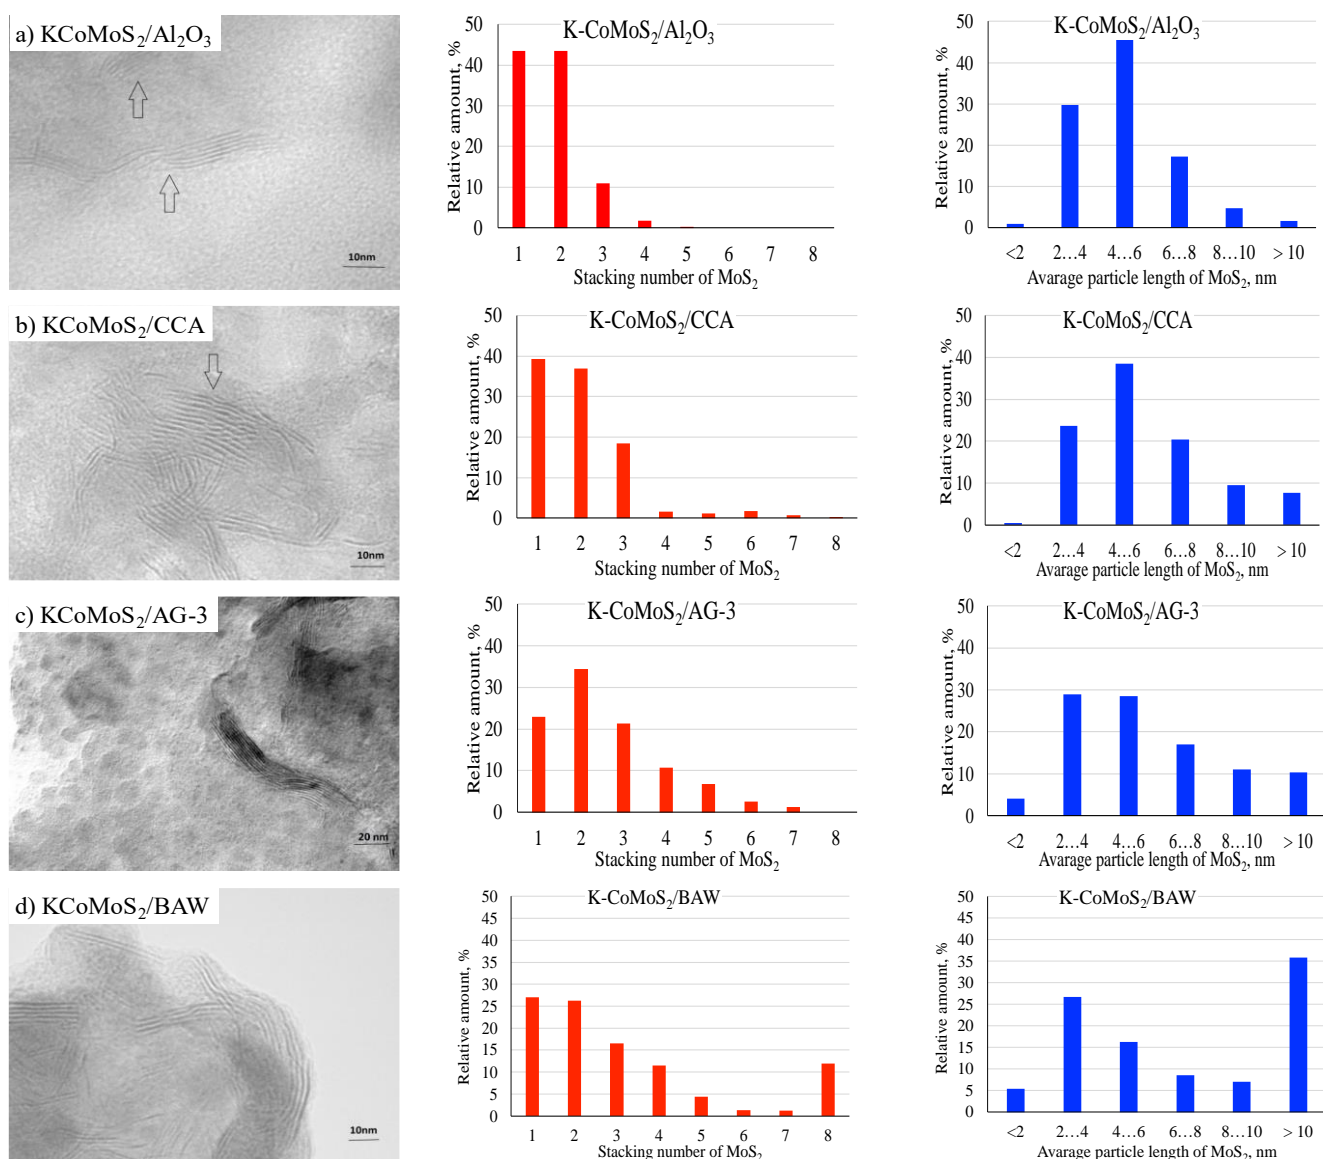 a) KCoMoS₂/Al₂O₃
10nm
K-CoMoS₂/Al₂O₃
Relative amount, %
50
40
30
20
10
0
1 2 3 4 5 6 7 8
Stacking number of MoS₂
K-CoMoS₂/Al₂O₃
Relative amount, %
50
40
30
20
10
0
<2 2…4 4…6 6…8 8…10 > 10
Avarage particle length of MoS₂, nm
b) KCoMoS₂/CCA
10nm
K-CoMoS₂/CCA
Relative amount, %
50
40
30
20
10
0
1 2 3 4 5 6 7 8
Stacking number of MoS₂
K-CoMoS₂/CCA
Relative amount, %
50
40
30
20
10
0
<2 2…4 4…6 6…8 8…10 > 10
Avarage particle length of MoS₂, nm
c) KCoMoS₂/AG-3
20 nm
K-CoMoS₂/AG-3
Relative amount, %
50
40
30
20
10
0
1 2 3 4 5 6 7 8
Stacking number of MoS₂
K-CoMoS₂/AG-3
Relative amount, %
50
40
30
20
10
0
<2 2…4 4…6 6…8 8…10 > 10
Avarage particle length of MoS₂, nm
d) KCoMoS₂/BAW
10nm
K-CoMoS₂/BAW
Relative amount, %
50
45
40
35
30
25
20
15
10
5
0
1 2 3 4 5 6 7 8
Stacking number of MoS₂
K-CoMoS₂/BAW
Relative amount, %
50
45
40
35
30
25
20
15
10
5
0
<2 2…4 4…6 6…8 8…10 > 10
Avarage particle length of MoS₂, nm